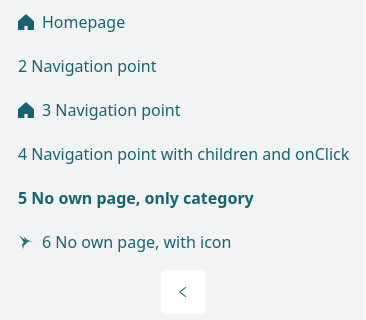 Homepage
2 Navigation point
3 Navigation point
4 Navigation point with children and onClick
5 No own page, only category
6 No own page, with icon